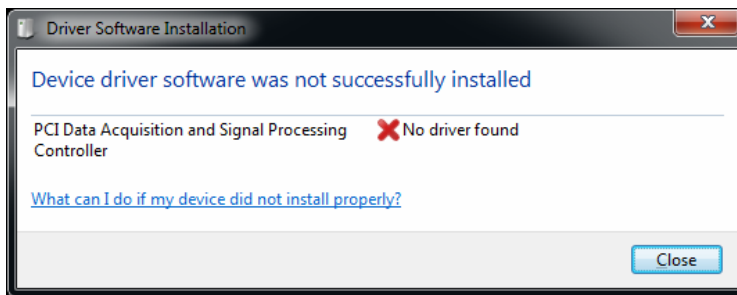 Driver Software Installation
Device driver software was not successfully installed
PCI Data Acquisition and Signal Processing No driver found
Controller
What can I do if my device did not install properly?
Close